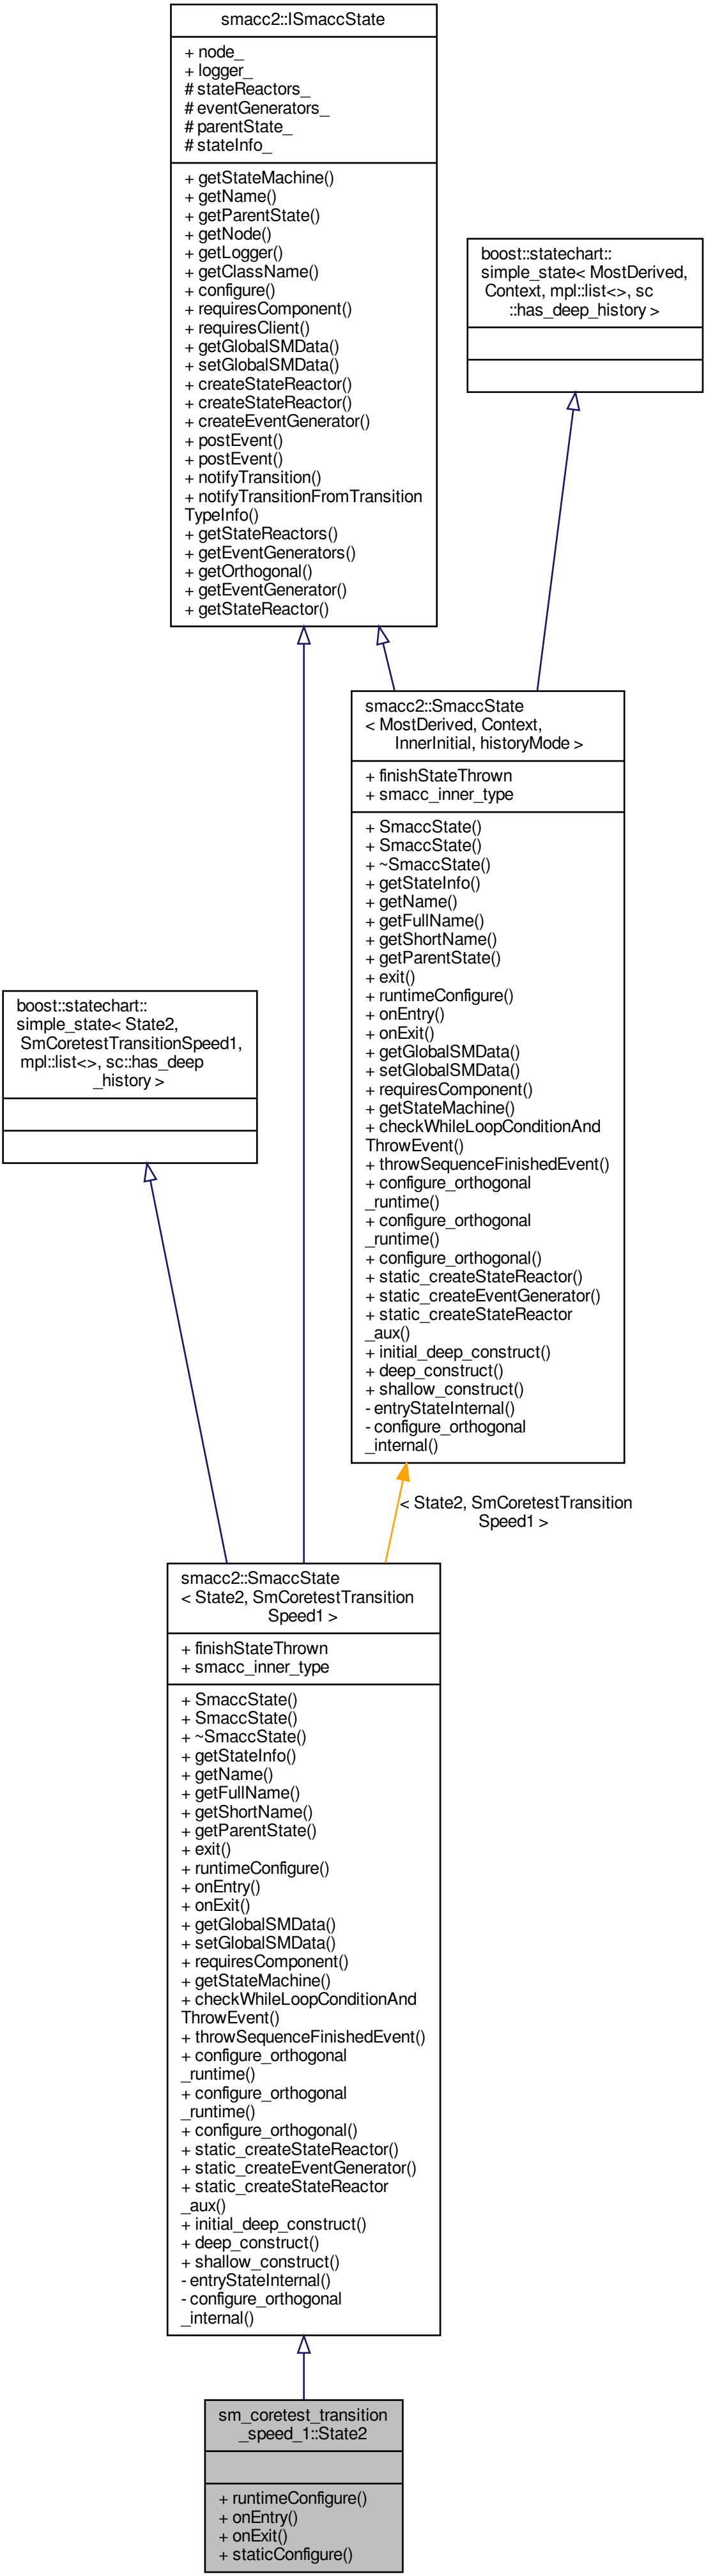 smacc2::ISmaccState
+ node_
+ logger_
# stateReactors_
# eventGenerators_
# parentState_
# stateInfo_
+ getStateMachine()
+ getName()
+ getParentState()
+ getNode()
+ getLogger()
+ getClassName()
+ configure()
+ requiresComponent()
+ requiresClient()
+ getGlobalSMData()
+ setGlobalSMData()
+ createStateReactor()
+ createStateReactor()
+ createEventGenerator()
+ postEvent()
+ postEvent()
+ notifyTransition()
+ notifyTransitionFromTransition
TypeInfo()
+ getStateReactors()
+ getEventGenerators()
+ getOrthogonal()
+ getEventGenerator()
+ getStateReactor()
boost::statechart::
simple_state< MostDerived,
Context, mpl::list<>, sc
::has_deep_history >
smacc2::SmaccState
< MostDerived, Context,
InnerInitial, historyMode >
+ finishStateThrown
+ smacc_inner_type
+ SmaccState()
+ SmaccState()
+ ~SmaccState()
+ getStateInfo()
+ getName()
+ getFullName()
+ getShortName()
+ getParentState()
+ exit()
+ runtimeConfigure()
+ onEntry()
+ onExit()
+ getGlobalSMData()
+ setGlobalSMData()
+ requiresComponent()
+ getStateMachine()
+ checkWhileLoopConditionAnd
ThrowEvent()
+ throwSequenceFinishedEvent()
+ configure_orthogonal
_runtime()
+ configure_orthogonal
_runtime()
+ configure_orthogonal()
+ static_createStateReactor()
+ static_createEventGenerator()
+ static_createStateReactor
_aux()
+ initial_deep_construct()
+ deep_construct()
+ shallow_construct()
- entryStateInternal()
- configure_orthogonal
_internal()
boost::statechart::
simple_state< State2,
SmCoretestTransitionSpeed1,
mpl::list<>, sc::has_deep
_history >
< State2, SmCoretestTransition
Speed1 >
smacc2::SmaccState
< State2, SmCoretestTransition
Speed1 >
+ finishStateThrown
+ smacc_inner_type
+ SmaccState()
+ SmaccState()
+ ~SmaccState()
+ getStateInfo()
+ getName()
+ getFullName()
+ getShortName()
+ getParentState()
+ exit()
+ runtimeConfigure()
+ onEntry()
+ onExit()
+ getGlobalSMData()
+ setGlobalSMData()
+ requiresComponent()
+ getStateMachine()
+ checkWhileLoopConditionAnd
ThrowEvent()
+ throwSequenceFinishedEvent()
+ configure_orthogonal
_runtime()
+ configure_orthogonal
_runtime()
+ configure_orthogonal()
+ static_createStateReactor()
+ static_createEventGenerator()
+ static_createStateReactor
_aux()
+ initial_deep_construct()
+ deep_construct()
+ shallow_construct()
- entryStateInternal()
- configure_orthogonal
_internal()
sm_coretest_transition
_speed_1::State2
+ runtimeConfigure()
+ onEntry()
+ onExit()
+ staticConfigure()